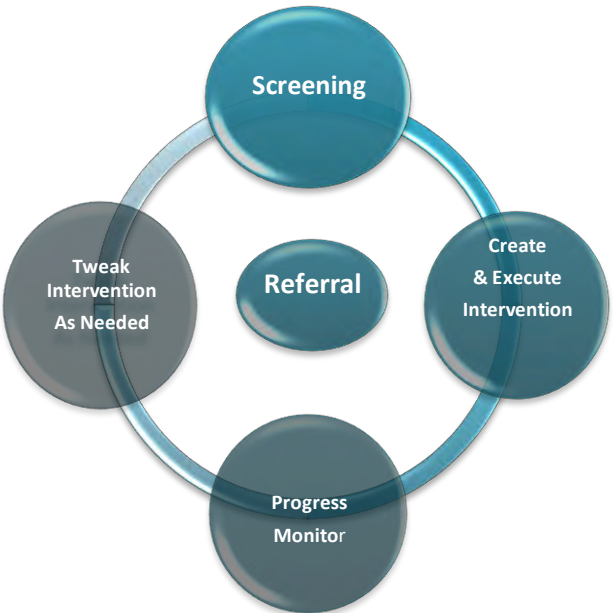 Screening
Create
& Execute
Intervention
Referral
Tweak
Intervention
As Needed
Progress
Monitor